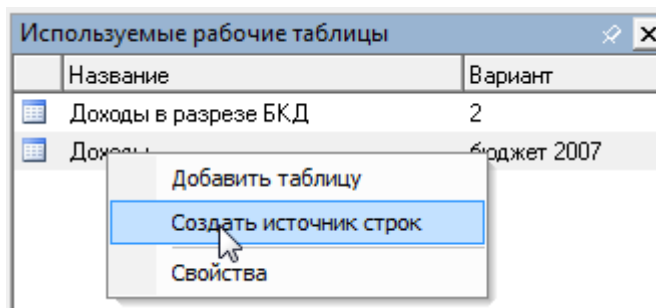 Используемые рабочие таблицы
Название Вариант
Доходы в разрезе БКД 2
Доходы бюджет 2007
Добавить таблицу
Создать источник строк
Свойства